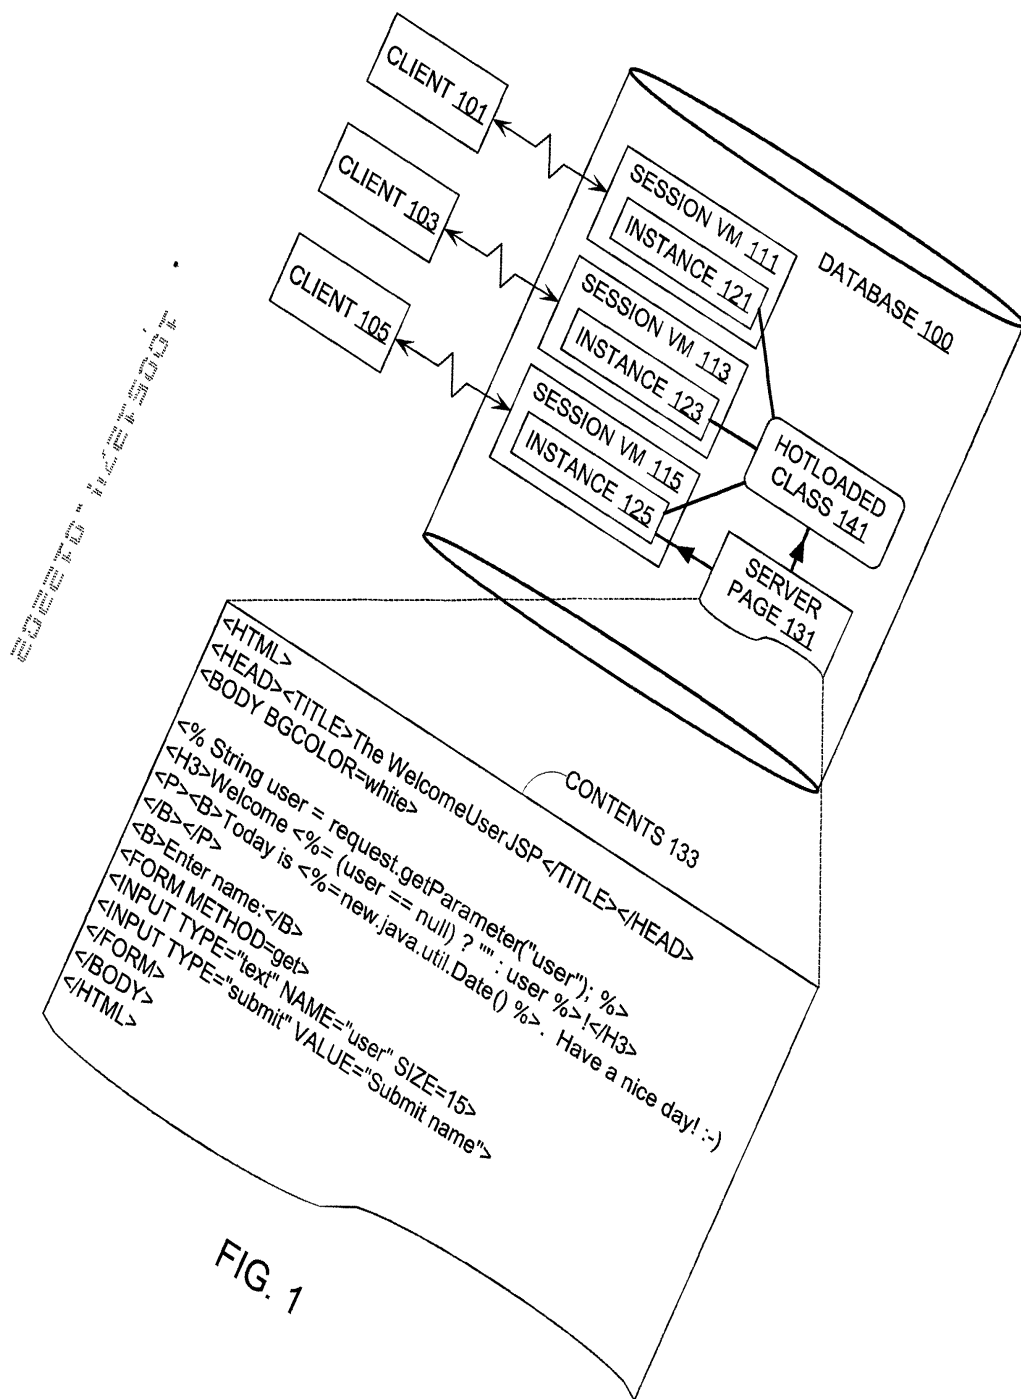 CLIENT 101
CLIENT 103
CLIENT 105
SESSION VM 111
INSTANCE 121
SESSION VM 113
INSTANCE 123
SESSION VM 115
INSTANCE 125
DATABASE 100
HOTLOADED
CLASS 141
SERVER
PAGE 131
CONTENTS 133
<HTML>
<HEAD><TITLE>The WelcomeUserJSP</TITLE></HEAD>
<BODY BGCOLOR=white>
<% String user = request.getParameter("user"); %>
<H3>Welcome <%= (user == null) ? "" : user %>!</H3>
<P><B>Today is <%=new.java.util.Date() %>. Have a nice day! :-)
</B></P>
<B>Enter name:</B>
<FORM METHOD=get>
<INPUT TYPE="text" NAME="user" SIZE=15>
<INPUT TYPE="submit" VALUE="Submit name">
</FORM>
</BODY>
</HTML>
FIG. 1